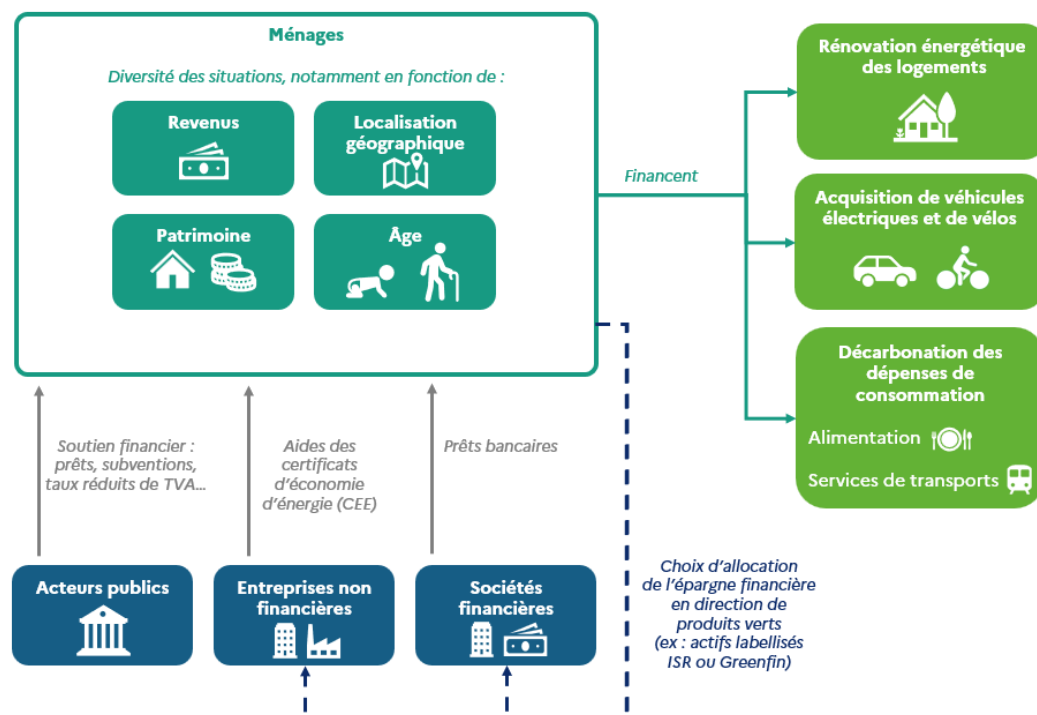 Ménages
Diversité des situations, notamment en fonction de :
Revenus
Localisation
géographique
Patrimoine
Âge
Financent
Rénovation énergétique
des logements
Acquisition de véhicules
électriques et de vélos
Décarbonation des
dépenses de
consommation
Alimentation
Services de transports
Soutien financier :
prêts, subventions,
taux réduits de TVA...
Aides des
certificats
d'économie
d'énergie (CEE)
Prêts bancaires
Acteurs publics
Entreprises non
financières
Sociétés
financières
Choix d'allocation
de l'épargne financière
en direction de
produits verts
(ex : actifs labellisés
ISR ou Greenfin)